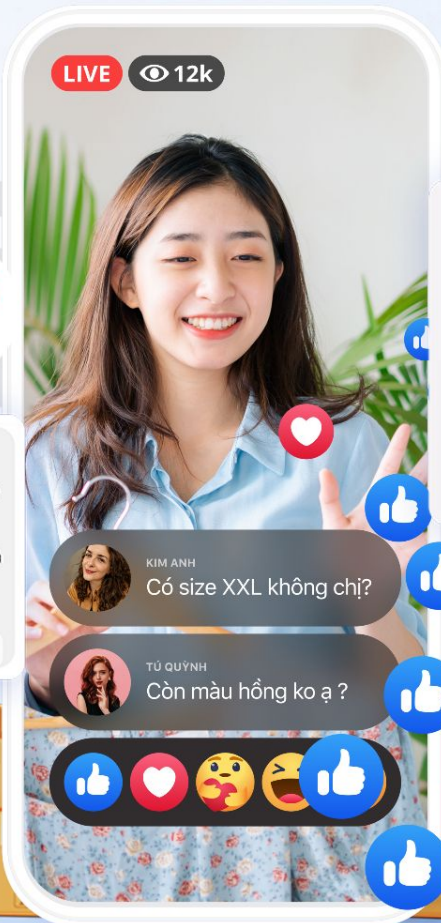 LIVE 12k
KIM ANH
Có size XXL không chị?
TÚ QUỲNH
Còn màu hồng ko ạ ?